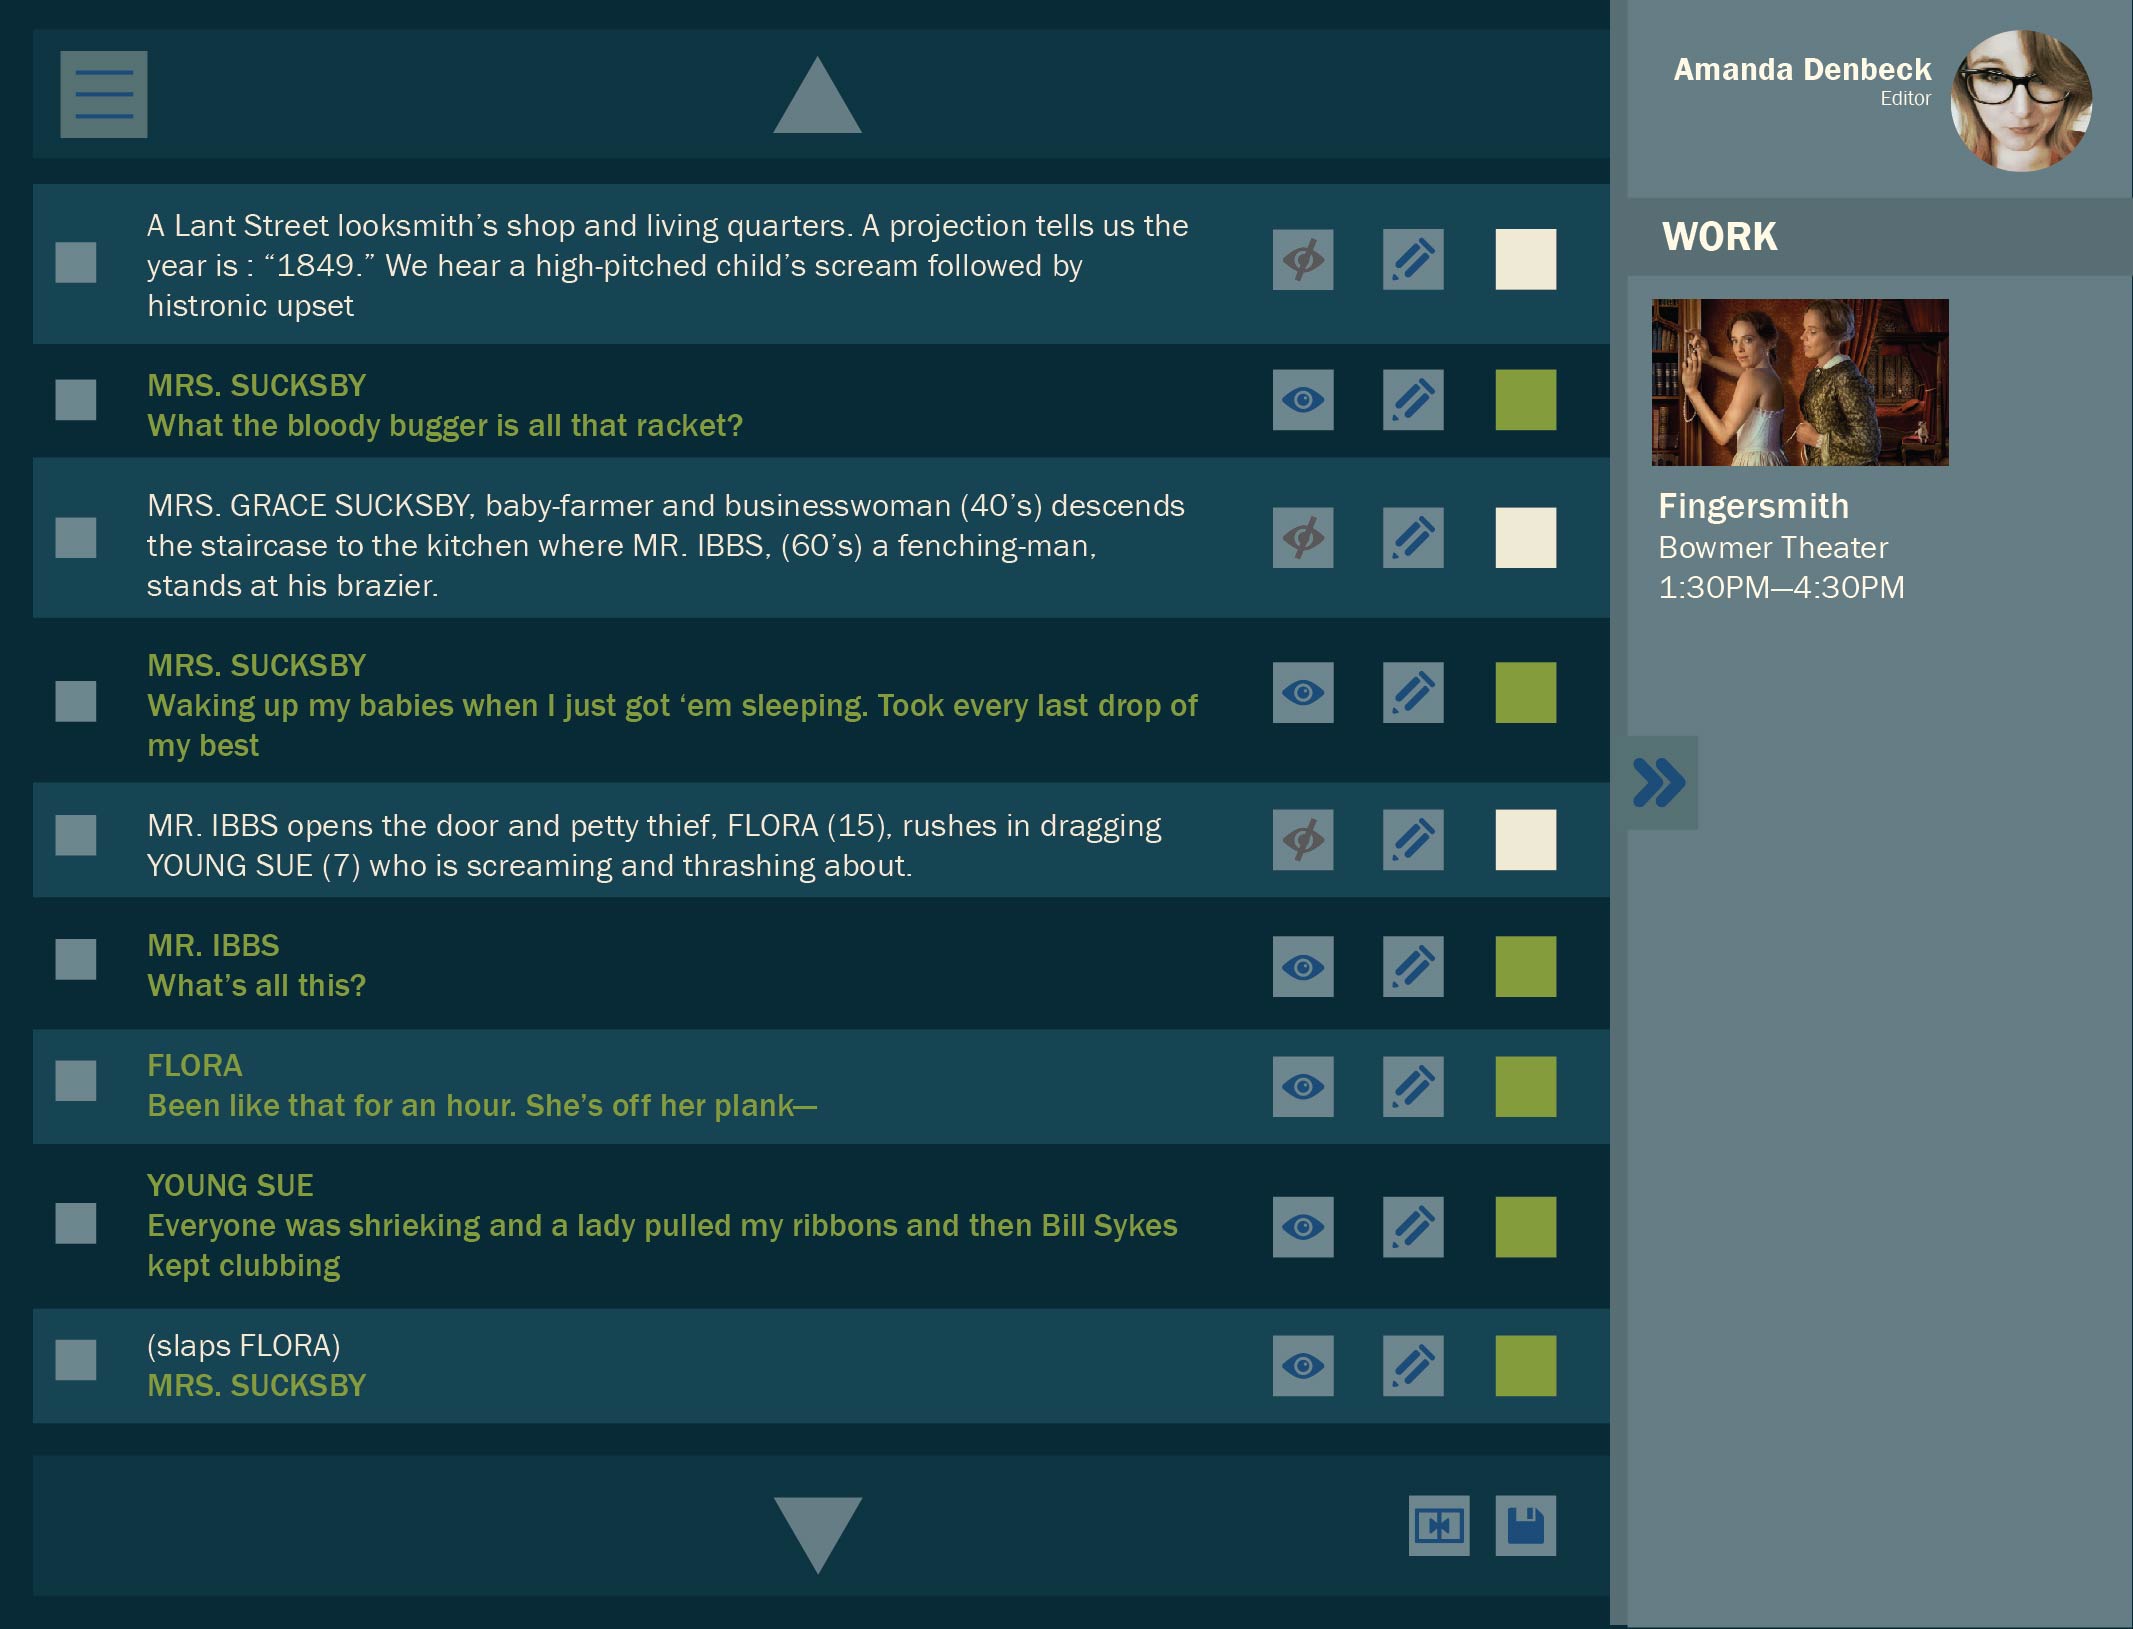 A Lant Street looksmith’s shop and living quarters. A projection tells us the
year is : “1849.” We hear a high-pitched child’s scream followed by
histronic upset
MRS. SUCKSBY
What the bloody bugger is all that racket?
MRS. GRACE SUCKSBY, baby-farmer and businesswoman (40’s) descends
the staircase to the kitchen where MR. IBBS, (60’s) a fenching-man,
stands at his brazier.
MRS. SUCKSBY
Waking up my babies when I just got ‘em sleeping. Took every last drop of
my best
MR. IBBS opens the door and petty thief, FLORA (15), rushes in dragging
YOUNG SUE (7) who is screaming and thrashing about.
MR. IBBS
What’s all this?
FLORA
Been like that for an hour. She’s off her plank—
YOUNG SUE
Everyone was shrieking and a lady pulled my ribbons and then Bill Sykes
kept clubbing
(slaps FLORA)
MRS. SUCKSBY
Amanda Denbeck
Editor
WORK
Fingersmith
Bowmer Theater
1:30PM—4:30PM